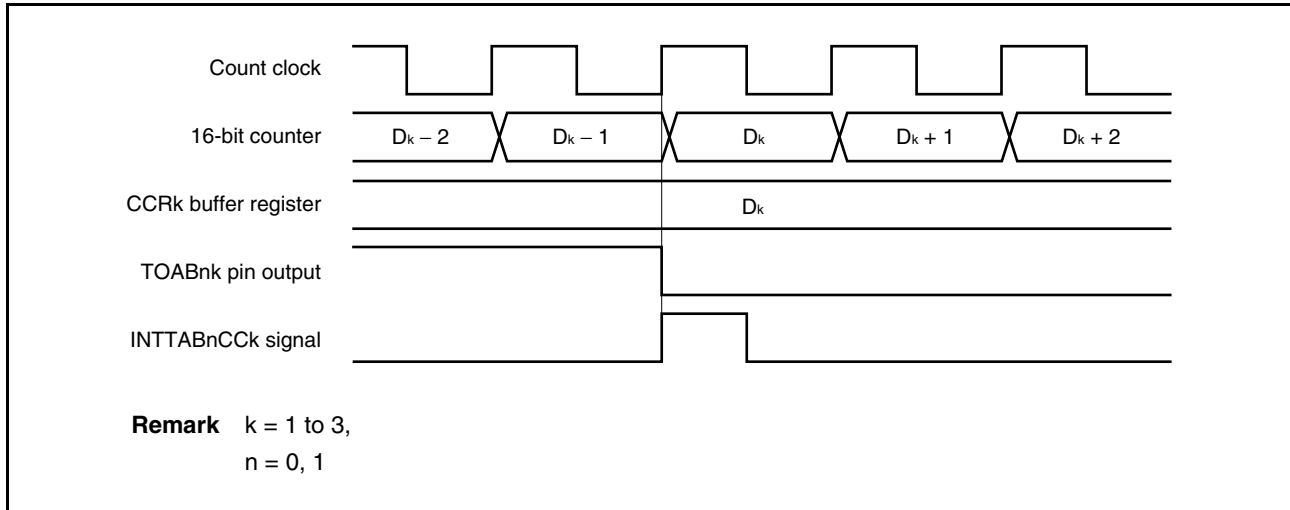 Count clock
16-bit counter Dk − 2 Dk − 1 Dk Dk + 1 Dk + 2
CCRk buffer register Dk
TOABnk pin output
INTTABnCCk signal
Remark k = 1 to 3,
n = 0, 1